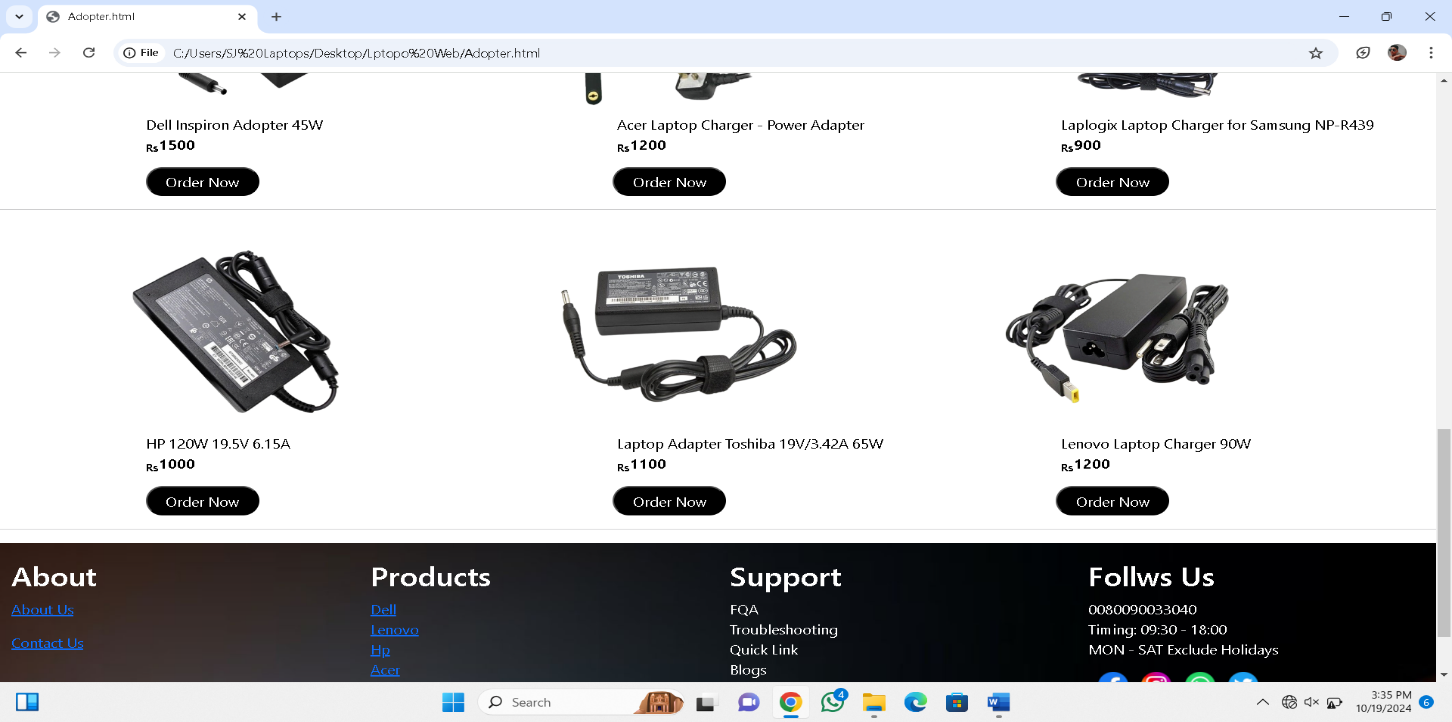 Adopter.html
File C:/Users/SJ%20Laptops/Desktop/Lptopo%20Web/Adopter.html
Dell Inspiron Adopter 45W
Rs1500
Order Now
Acer Laptop Charger - Power Adapter
Rs1200
Order Now
Laplogix Laptop Charger for Samsung NP-R439
Rs900
Order Now
TOSHIBA
HP 120W 19.5V 6.15A
Rs1000
Order Now
Laptop Adapter Toshiba 19V/3.42A 65W
Rs1100
Order Now
Lenovo Laptop Charger 90W
Rs1200
Order Now
About
About Us
Contact Us
Products
Dell
Lenovo
Hp
Acer
Support
FQA
Troubleshooting
Quick Link
Blogs
Follws Us
0080090033040
Timing: 09:30 - 18:00
MON - SAT Exclude Holidays
Search
4
3:35 PM
10/19/2024
6